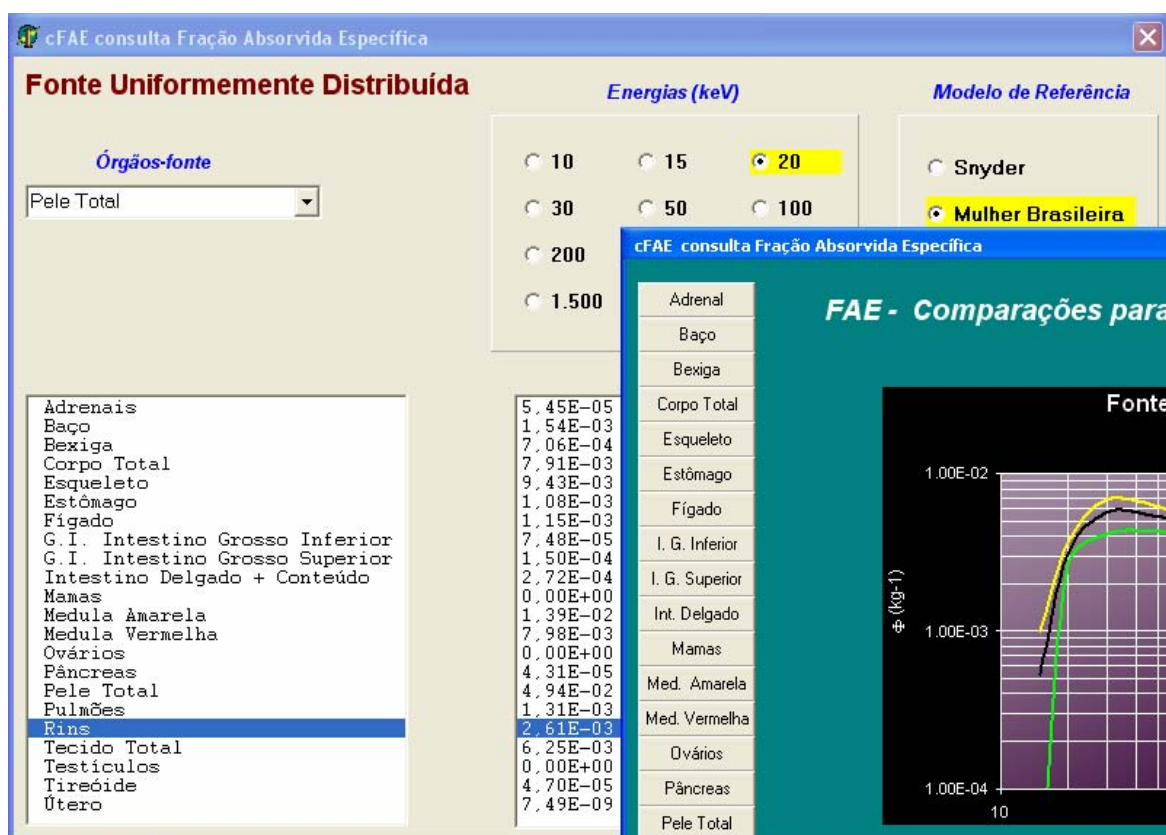 cFAE consulta Fração Absorvida Específica
Fonte Uniformemente Distribuída
Órgãos-fonte
Pele Total
Energias (keV)
10 15 20
30 50 100
200
1.500
Modelo de Referência
Snyder
Mulher Brasileira
Adrenais 5,45E-05
Baço 1,54E-03
Bexiga 7,06E-04
Corpo Total 7,91E-03
Esqueleto 9,43E-03
Estômago 1,08E-03
Fígado 1,15E-03
G.I. Intestino Grosso Inferior 7,48E-05
G.I. Intestino Grosso Superior 1,50E-04
Intestino Delgado + Conteúdo 2,72E-04
Mamas 0,00E+00
Medula Amarela 1,39E-02
Medula Vermelha 7,98E-03
Ovários 0,00E+00
Pâncreas 4,31E-05
Pele Total 4,94E-02
Pulmões 1,31E-03
Rins 2,61E-03
Tecido Total 6,25E-03
Testículos 0,00E+00
Tireóide 4,70E-05
Útero 7,49E-09
cFAE consulta Fração Absorvida Específica
Adrenal
Baço
Bexiga
Corpo Total
Esqueleto
Estômago
Fígado
I. G. Inferior
I. G. Superior
Int. Delgado
Mamas
Med. Amarela
Med. Vermelha
Ovários
Pâncreas
Pele Total
FAE - Comparações para
Fonte
1.00E-02
Φ (kg-1)
1.00E-03
1.00E-04
10